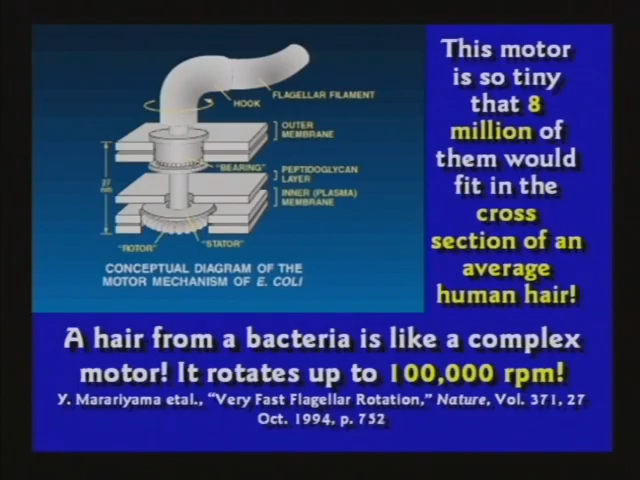 This motor
is so tiny
that 8
million of
them would
fit in the
cross
section of an
average
human hair!
HOOK
FLAGELLAR FILAMENT
OUTER
MEMBRANE
"BEARING"
PEPTIDOGLYCAN
LAYER
27
nm
INNER (PLASMA)
MEMBRANE
"ROTOR"
"STATOR"
CONCEPTUAL DIAGRAM OF THE
MOTOR MECHANISM OF E. COLI
A hair from a bacteria is like a complex
motor! It rotates up to 100,000 rpm!
Y. Marariyama etal., "Very Fast Flagellar Rotation," Nature, Vol. 371, 27
Oct. 1994, p. 752